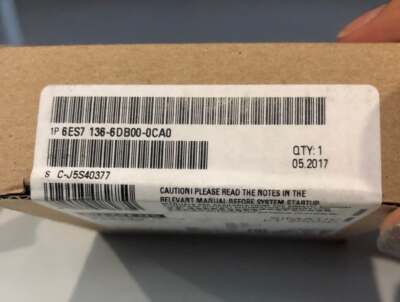 1P 6ES7 136-6DB00-0CA0
QTY: 1
05.2017
S C-J5S40377
CAUTION! PLEASE READ THE NOTES IN THE
RELEVANT MANUAL BEFORE SYSTEM STARTUP